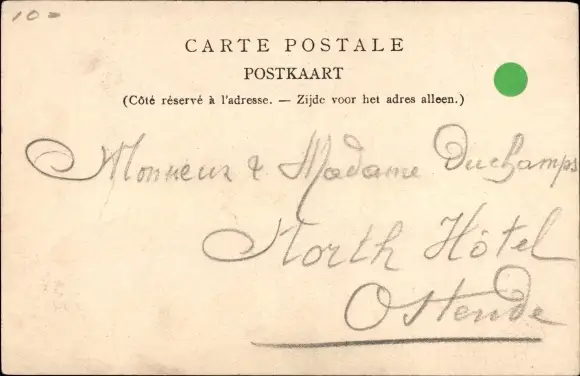 10=
CARTE POSTALE
POSTKAART
(Côté réservé à l'adresse. — Zijde voor het adres alleen.)
Monsieur & Madame Duchamps
North Hôtel
Ostende